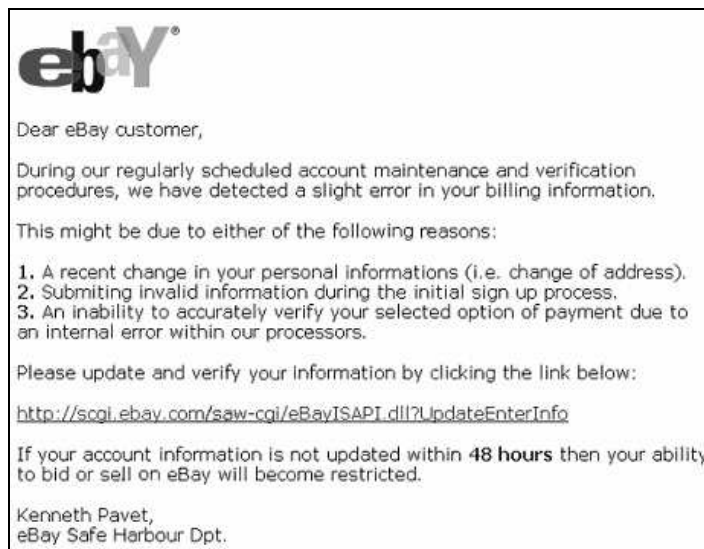 ebaY®
Dear eBay customer,
During our regularly scheduled account maintenance and verification
procedures, we have detected a slight error in your billing information.
This might be due to either of the following reasons:
1. A recent change in your personal informations (i.e. change of address).
2. Submiting invalid information during the initial sign up process.
3. An inability to accurately verify your selected option of payment due to
an internal error within our processors.
Please update and verify your information by clicking the link below:
http://scgi.ebay.com/saw-cgi/eBayISAPI.dll?UpdateEnterInfo
If your account information is not updated within 48 hours then your ability
to bid or sell on eBay will become restricted.
Kenneth Pavet,
eBay Safe Harbour Dpt.